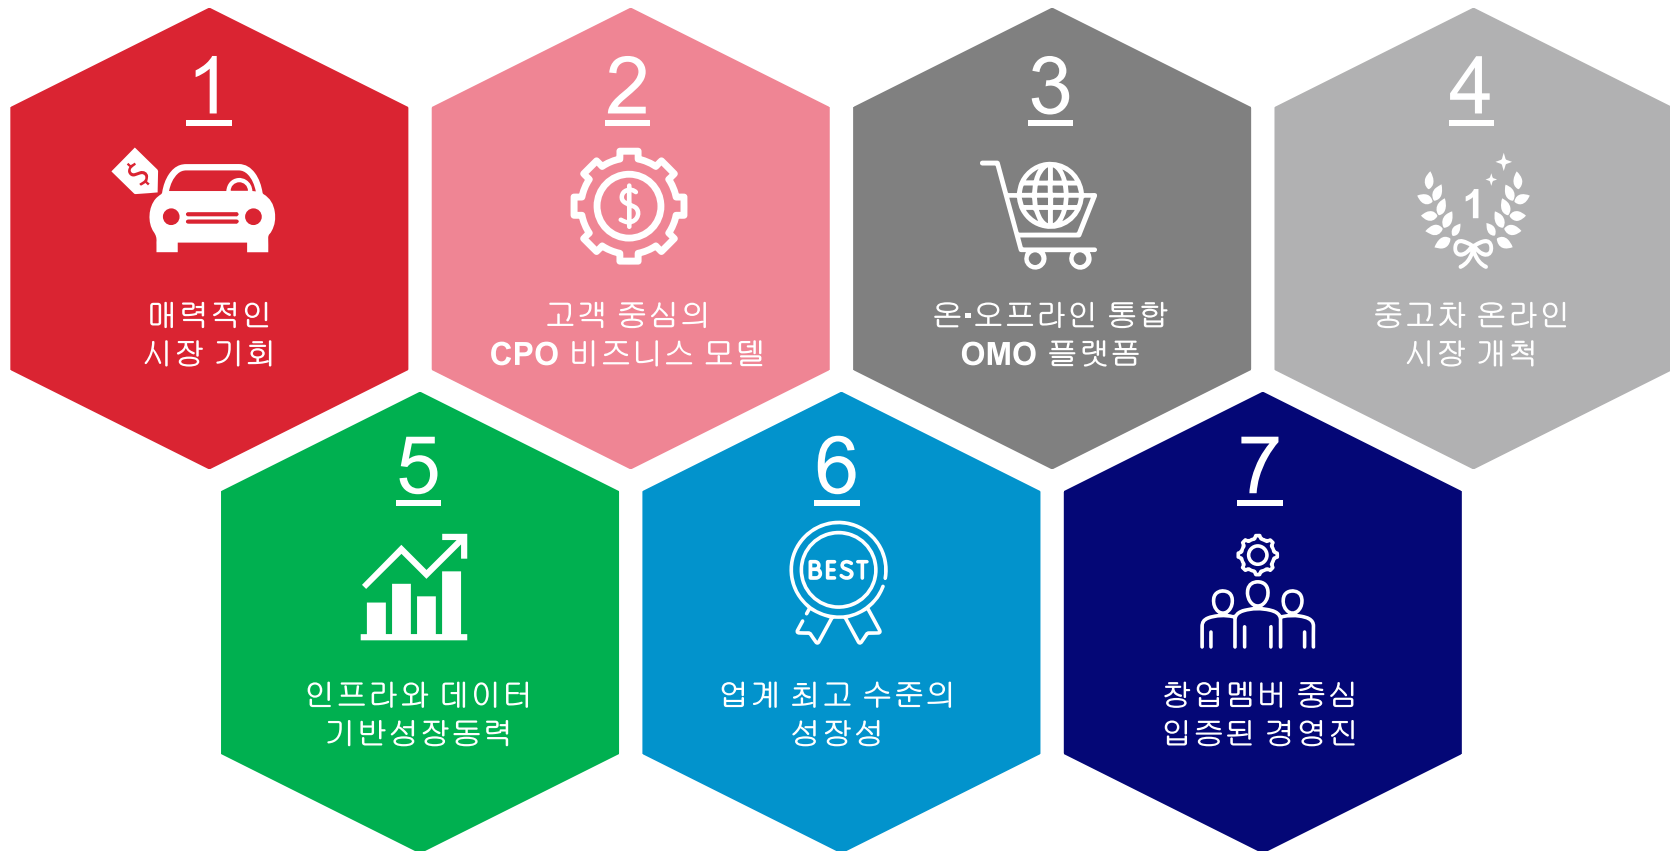 1
$
매력적인
시장 기회
2
$
고객 중심의
CPO 비즈니스 모델
3
온·오프라인 통합
OMO 플랫폼
4
1
중고차 온라인
시장 개척
5
인프라와 데이터
기반성장동력
6
BEST
업계 최고 수준의
성장성
7
창업멤버 중심
입증된 경영진